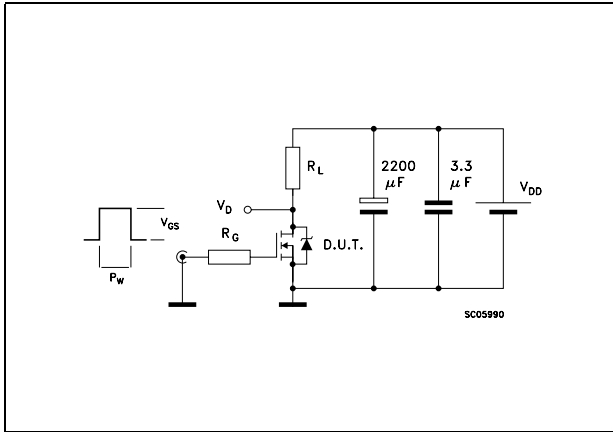 R_L
2200 μF
3.3 μF
V_DD
V_D
V_GS
R_G
D.U.T.
P_W
SC05990